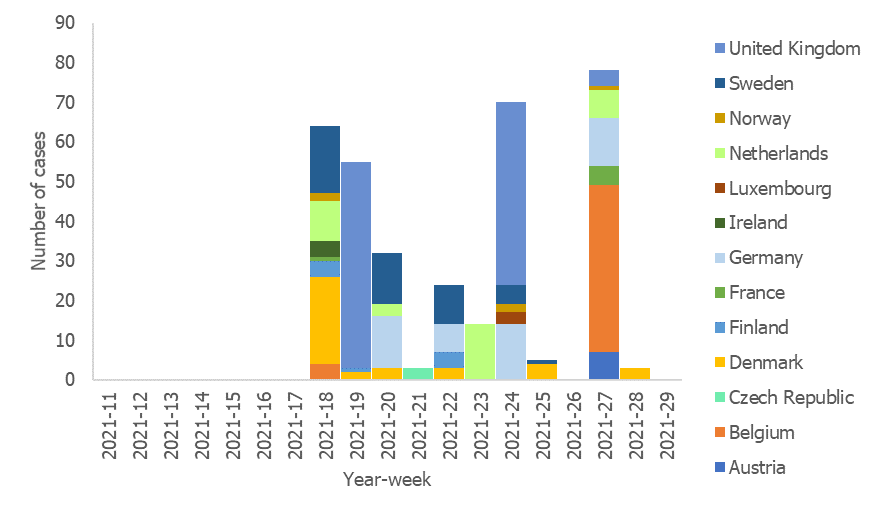 90
80
70
60
50
40
30
20
10
0
Number of cases
2021-11
2021-12
2021-13
2021-14
2021-15
2021-16
2021-17
2021-18
2021-19
2021-20
2021-21
2021-22
2021-23
2021-24
2021-25
2021-26
2021-27
2021-28
2021-29
Year-week
United Kingdom
Sweden
Norway
Netherlands
Luxembourg
Ireland
Germany
France
Finland
Denmark
Czech Republic
Belgium
Austria